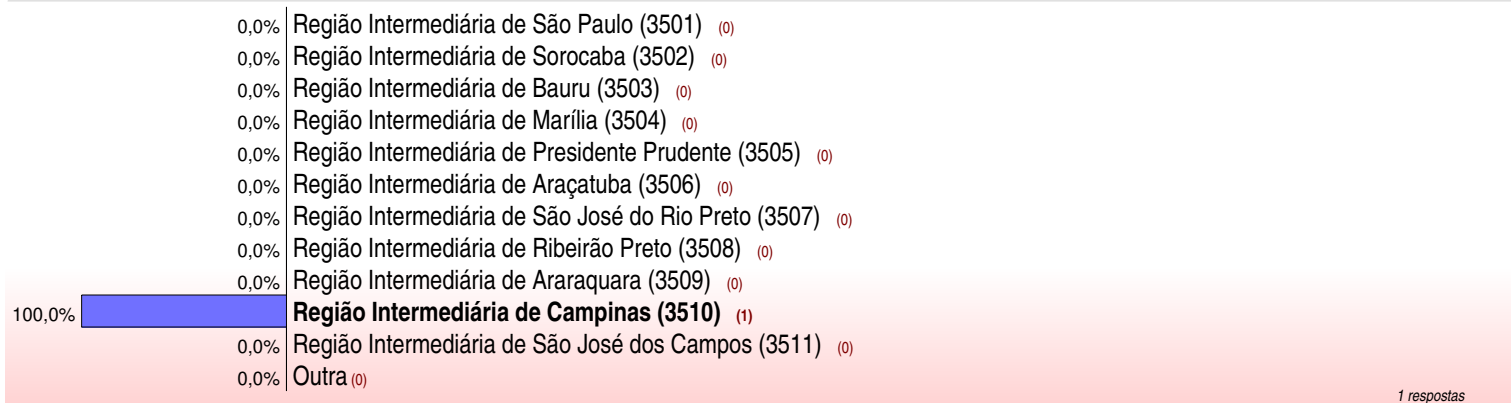 0,0% Região Intermediária de São Paulo (3501) (0)
0,0% Região Intermediária de Sorocaba (3502) (0)
0,0% Região Intermediária de Bauru (3503) (0)
0,0% Região Intermediária de Marília (3504) (0)
0,0% Região Intermediária de Presidente Prudente (3505) (0)
0,0% Região Intermediária de Araçatuba (3506) (0)
0,0% Região Intermediária de São José do Rio Preto (3507) (0)
0,0% Região Intermediária de Ribeirão Preto (3508) (0)
0,0% Região Intermediária de Araraquara (3509) (0)
100,0% Região Intermediária de Campinas (3510) (1)
0,0% Região Intermediária de São José dos Campos (3511) (0)
0,0% Outra (0)
1 respostas